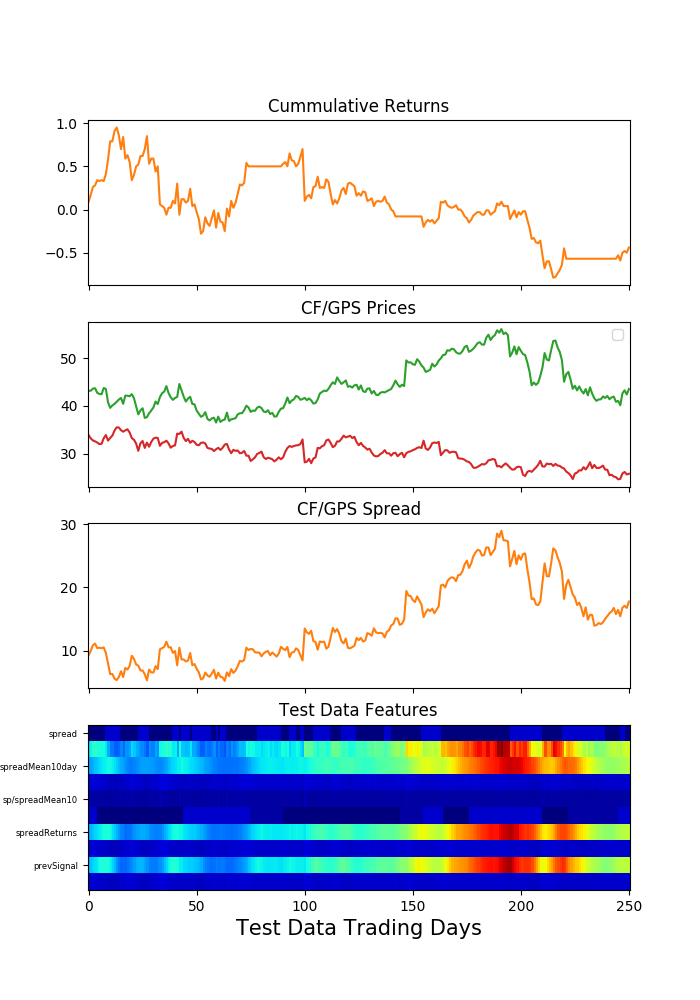 Cummulative Returns
1.0
0.5
0.0
−0.5
CF/GPS Prices
50
40
30
CF/GPS Spread
30
20
10
Test Data Features
spread
spreadMean10day
sp/spreadMean10
spreadReturns
prevSignal
0 50 100 150 200 250
Test Data Trading Days